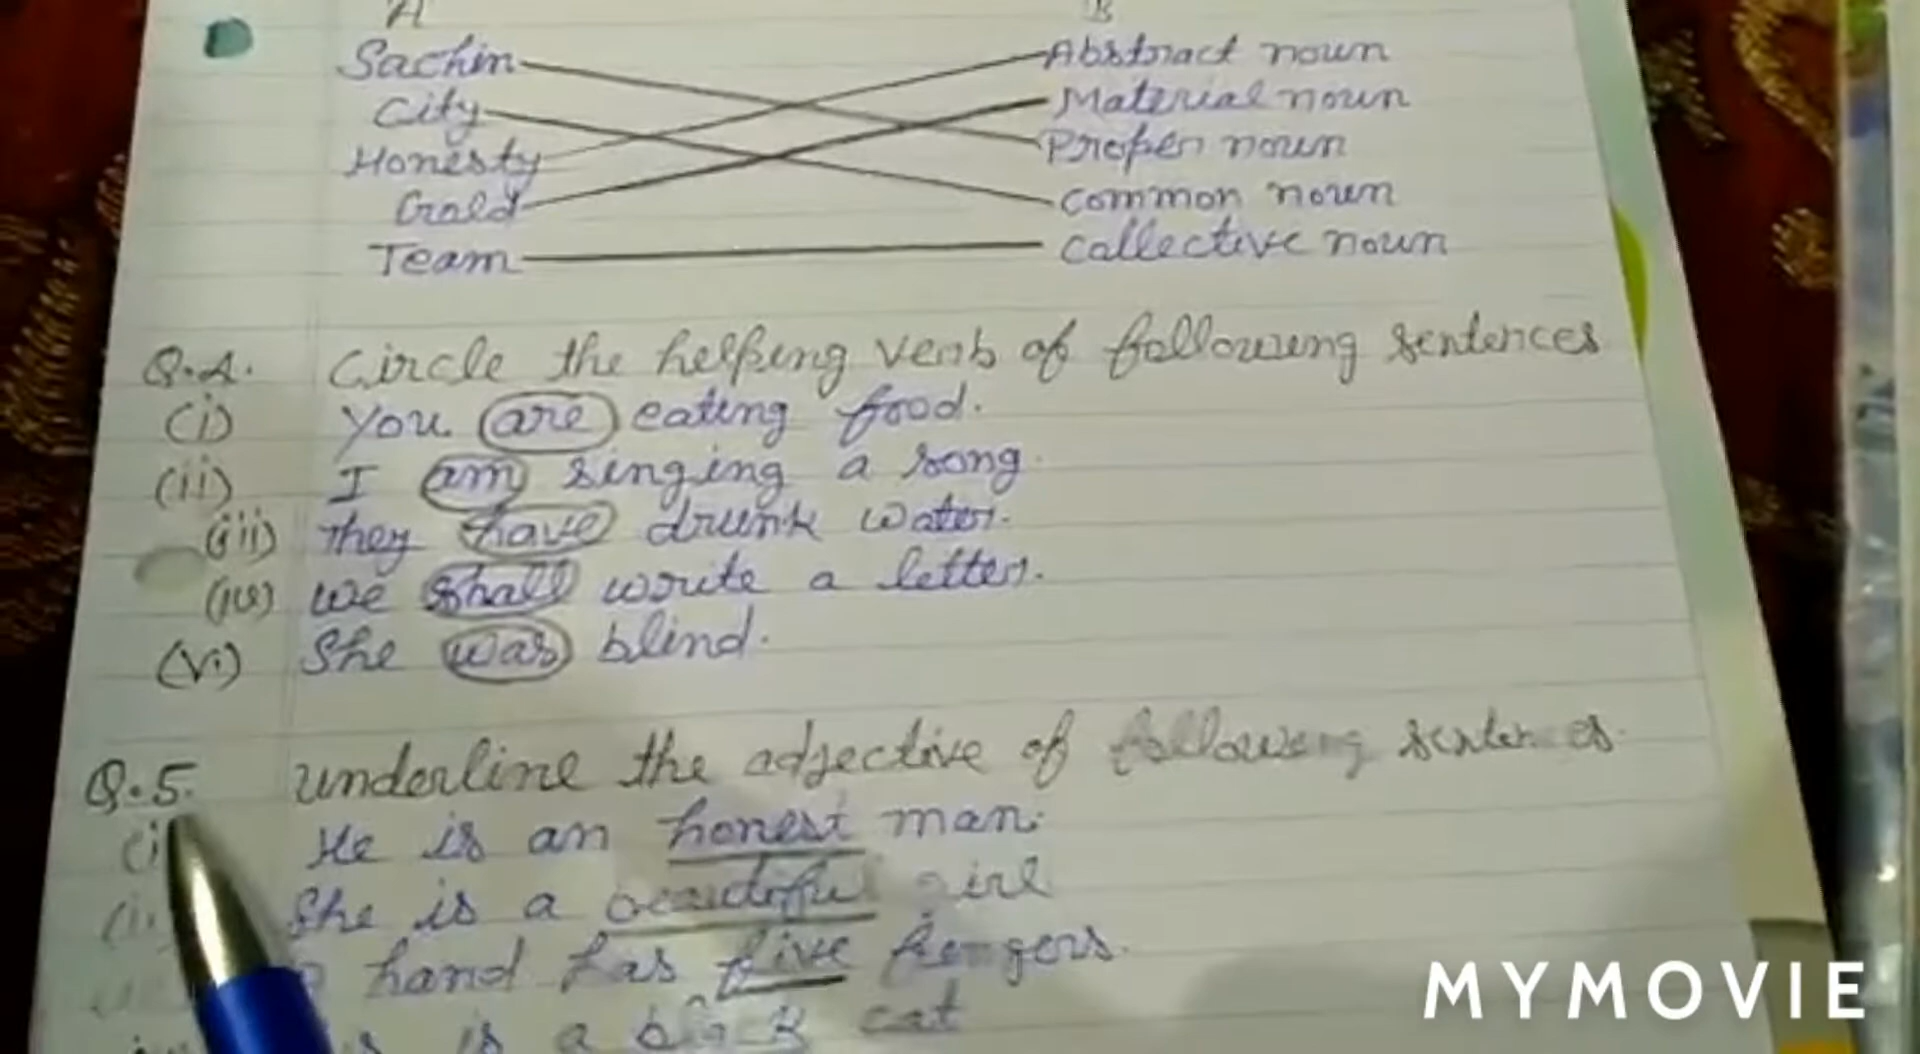 A B
Sachin Abstract noun
City Material noun
Honesty Proper noun
Gold common noun
Team collective noun
Q.4. Circle the helping verb of following sentences
(i) You are eating food.
(ii) I am singing a song.
(iii) They have drunk water.
(iv) we shall write a letter.
(vi) She was blind.
Q.5. underline the adjective of following sentences.
(i) He is an honest man.
(ii) She is a beautiful girl
hand has five fingers.
is a black cat
MYMOVIE